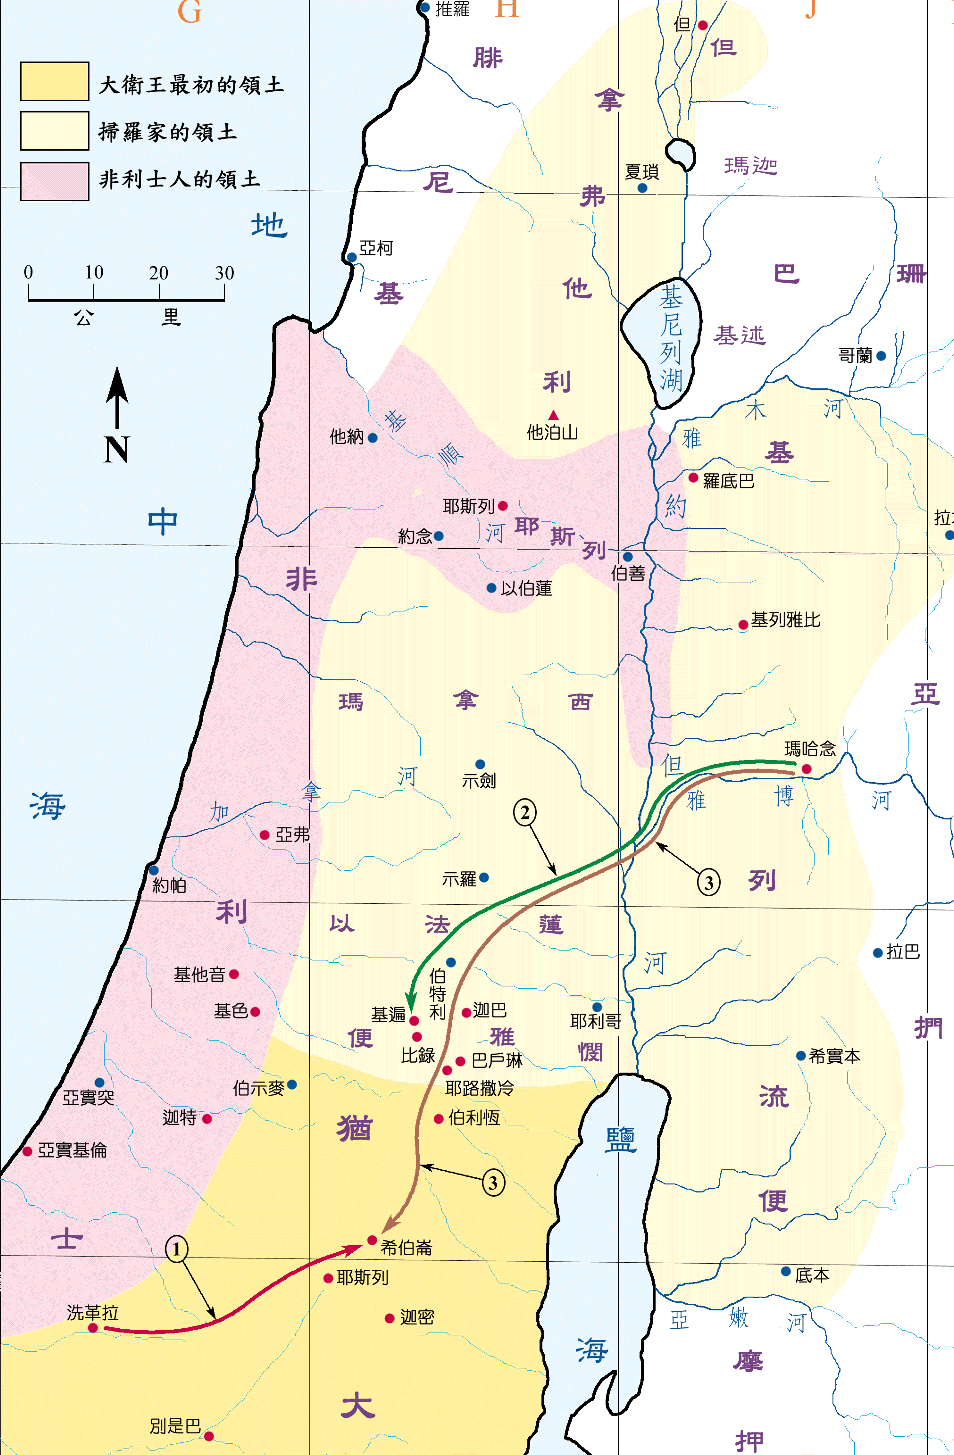 G
H
J
推羅
但
但
腓
大衛王最初的領土
拿
掃羅家的領土
瑪迦
夏瑣
非利士人的領土
尼
弗
地
亞柯
巴
珊
0 10 20 30
基
他
基尼列湖
公 里
基述
哥蘭
利
木
河
雅
他泊山
基
他納
基
順
河
N
羅底巴
耶斯列
約
中
耶
斯
列
約念
伯善
非
以伯蓮
基列雅比
瑪
拿
西
亞
瑪哈念
但
示劍
河
拿
加
雅
博
河
海
2
亞弗
示羅
3
列
約帕
利
以
法
蓮
拉巴
伯特利
河
基他音
基色
基遍
迦巴
耶利哥
便
雅
憫
捫
比錄
巴戶琳
希實本
亞實突
伯示麥
耶路撒冷
流
迦特
伯利恆
猶
鹽
亞實基倫
3
便
士
1
希伯崙
耶斯列
底本
洗革拉
迦密
亞
嫩
河
海
摩
大
別是巴
押